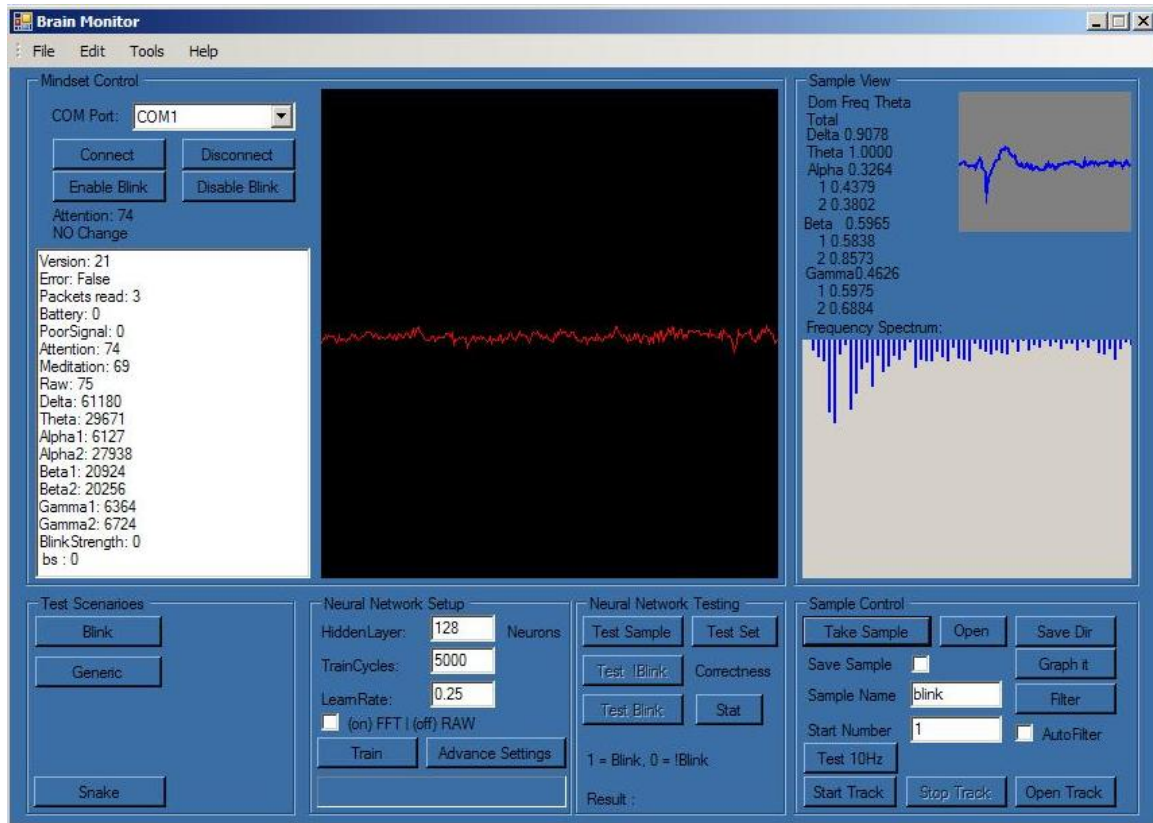 Brain Monitor
File Edit Tools Help
Mindset Control
COM Port: COM1
Connect Disconnect
Enable Blink Disable Blink
Attention: 74
NO Change
Version: 21
Error: False
Packets read: 3
Battery: 0
PoorSignal: 0
Attention: 74
Meditation: 69
Raw: 75
Delta: 61180
Theta: 29671
Alpha1: 6127
Alpha2: 27938
Beta1: 20924
Beta2: 20256
Gamma1: 6364
Gamma2: 6724
BlinkStrength: 0
bs : 0
Sample View
Dom Freq Theta
Total
Delta 0.9078
Theta 1.0000
Alpha 0.3264
1 0.4379
2 0.3802
Beta 0.5965
1 0.5838
2 0.8573
Gamma0.4626
1 0.5975
2 0.6884
Frequency Spectrum:
Test Scenarioes
Blink
Generic
Snake
Neural Network Setup
HiddenLayer: 128 Neurons
TrainCycles: 5000
LearnRate: 0.25
(on) FFT | (off) RAW
Train Advance Settings
Neural Network Testing
Test Sample Test Set
Test !Blink Correctness
Test Blink Stat
1 = Blink, 0 = !Blink
Result :
Sample Control
Take Sample Open Save Dir
Save Sample Graph it
Sample Name blink Filter
Start Number 1 AutoFilter
Test 10Hz
Start Track Stop Track Open Track